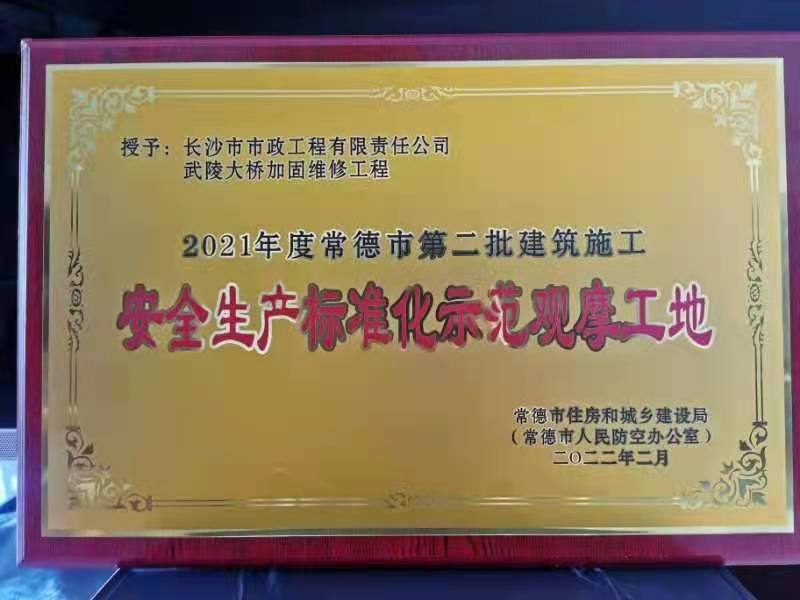 授予：长沙市市政工程有限责任公司
武陵大桥加固维修工程
2021年度常德市第二批建筑施工
安全生产标准化示范观摩工地
常德市住房和城乡建设局
（常德市人民防空办公室）
二〇二二年二月